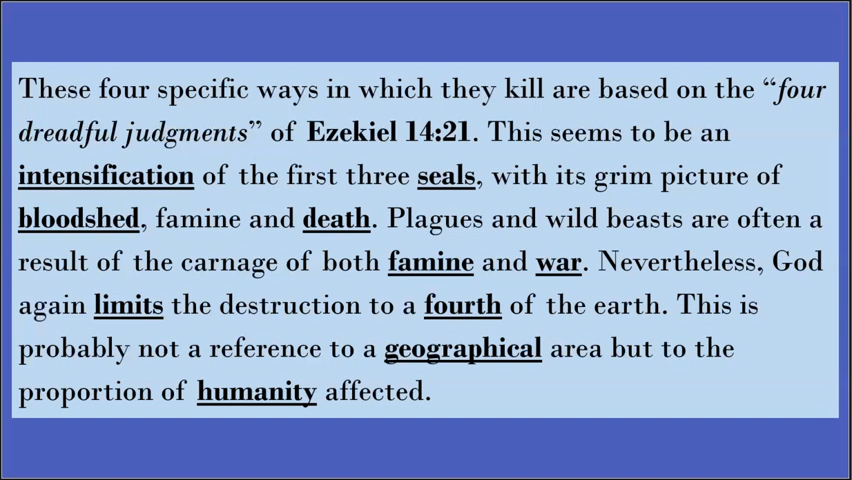 These four specific ways in which they kill are based on the “four
dreadful judgments” of Ezekiel 14:21. This seems to be an
intensification of the first three seals, with its grim picture of
bloodshed, famine and death. Plagues and wild beasts are often a
result of the carnage of both famine and war. Nevertheless, God
again limits the destruction to a fourth of the earth. This is
probably not a reference to a geographical area but to the
proportion of humanity affected.